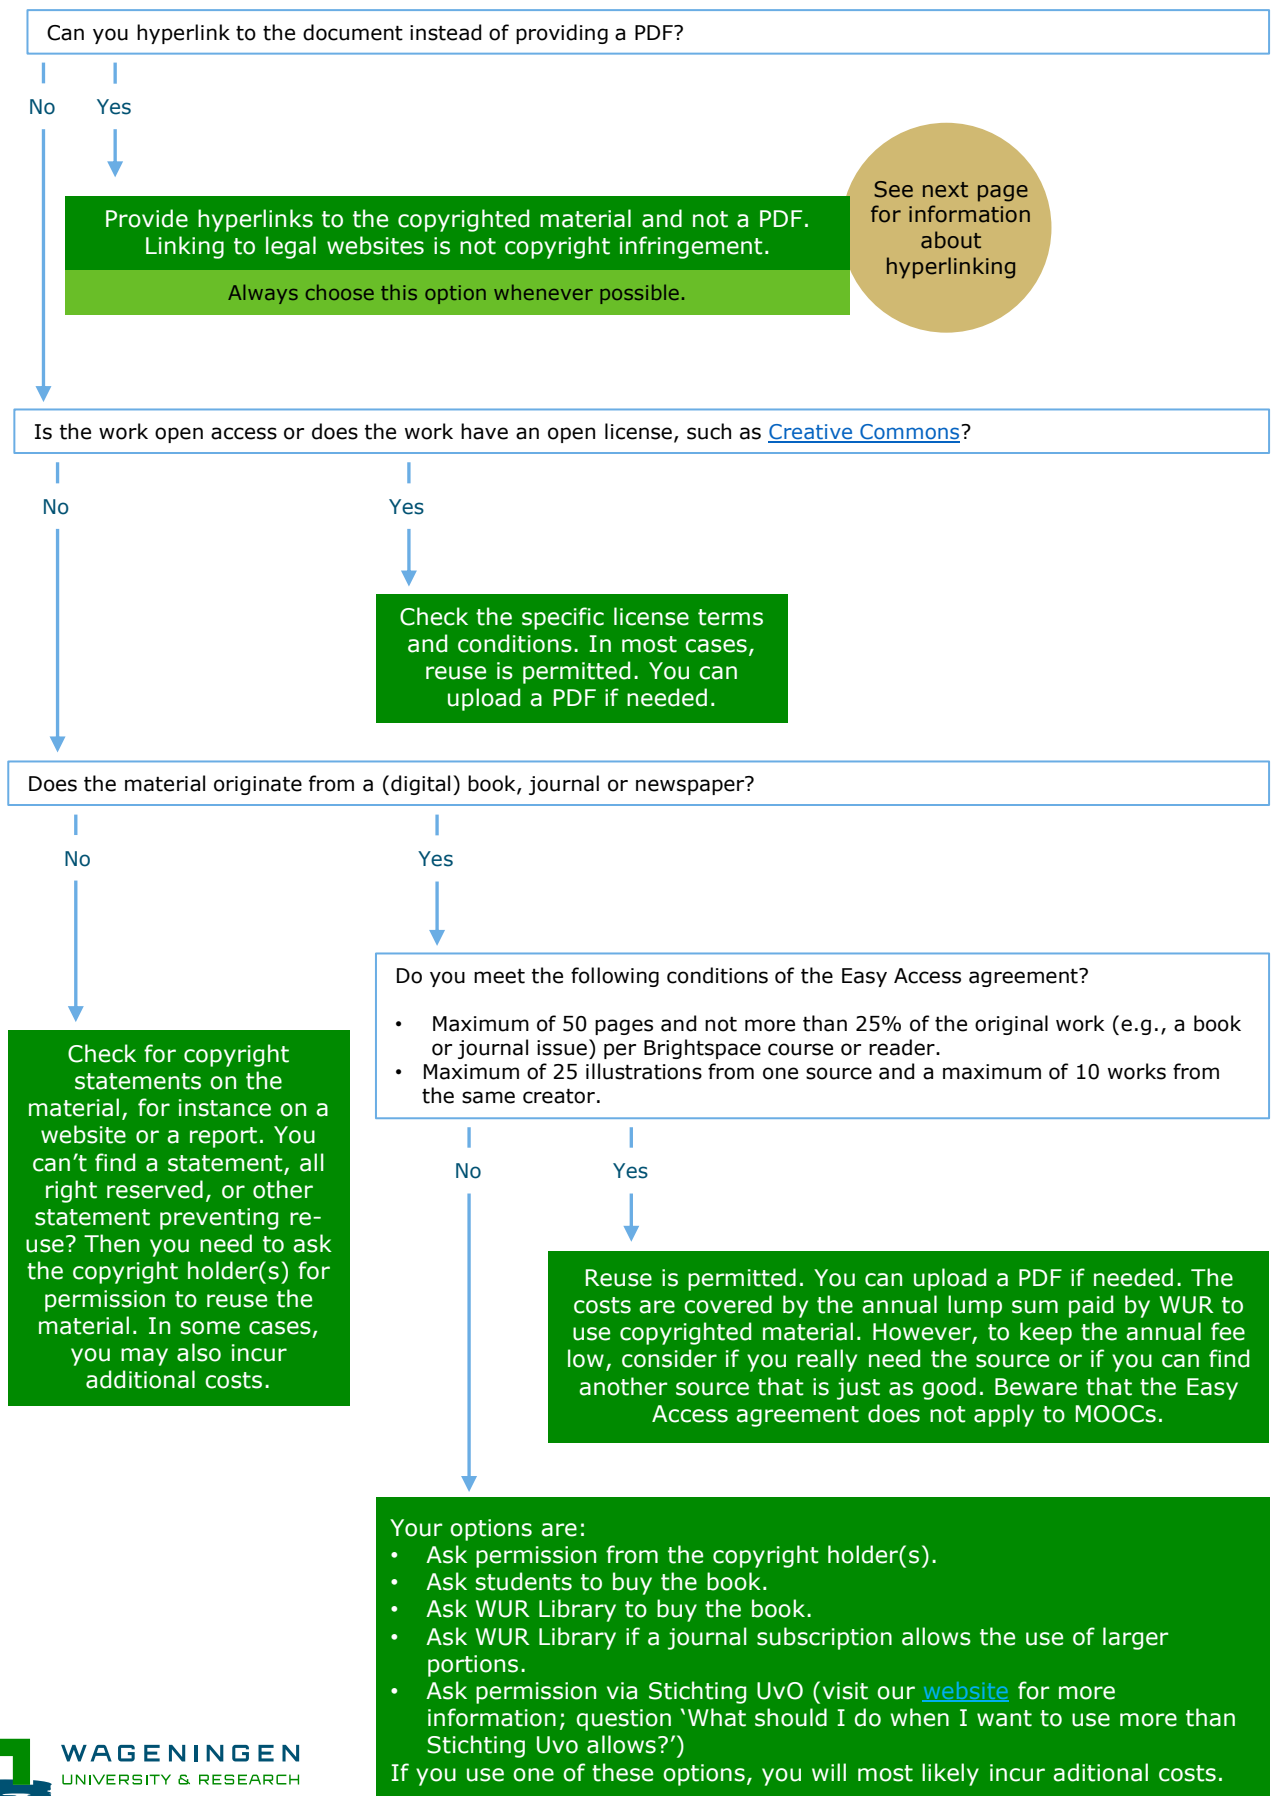 Can you hyperlink to the document instead of providing a PDF?
No Yes
See next page
for information
about
hyperlinking
Provide hyperlinks to the copyrighted material and not a PDF.
Linking to legal websites is not copyright infringement.
Always choose this option whenever possible.
Is the work open access or does the work have an open license, such as Creative Commons?
No Yes
Check the specific license terms
and conditions. In most cases,
reuse is permitted. You can
upload a PDF if needed.
Does the material originate from a (digital) book, journal or newspaper?
No Yes
Do you meet the following conditions of the Easy Access agreement?
• Maximum of 50 pages and not more than 25% of the original work (e.g., a book
or journal issue) per Brightspace course or reader.
• Maximum of 25 illustrations from one source and a maximum of 10 works from
the same creator.
Check for copyright
statements on the
material, for instance on a
website or a report. You
can’t find a statement, all
right reserved, or other
statement preventing re-
use? Then you need to ask
the copyright holder(s) for
permission to reuse the
material. In some cases,
you may also incur
additional costs.
No Yes
Reuse is permitted. You can upload a PDF if needed. The
costs are covered by the annual lump sum paid by WUR to
use copyrighted material. However, to keep the annual fee
low, consider if you really need the source or if you can find
another source that is just as good. Beware that the Easy
Access agreement does not apply to MOOCs.
Your options are:
• Ask permission from the copyright holder(s).
• Ask students to buy the book.
• Ask WUR Library to buy the book.
• Ask WUR Library if a journal subscription allows the use of larger
portions.
• Ask permission via Stichting UvO (visit our website for more
information; question ‘What should I do when I want to use more than
Stichting Uvo allows?’)
If you use one of these options, you will most likely incur aditional costs.
WAGENINGEN
UNIVERSITY & RESEARCH